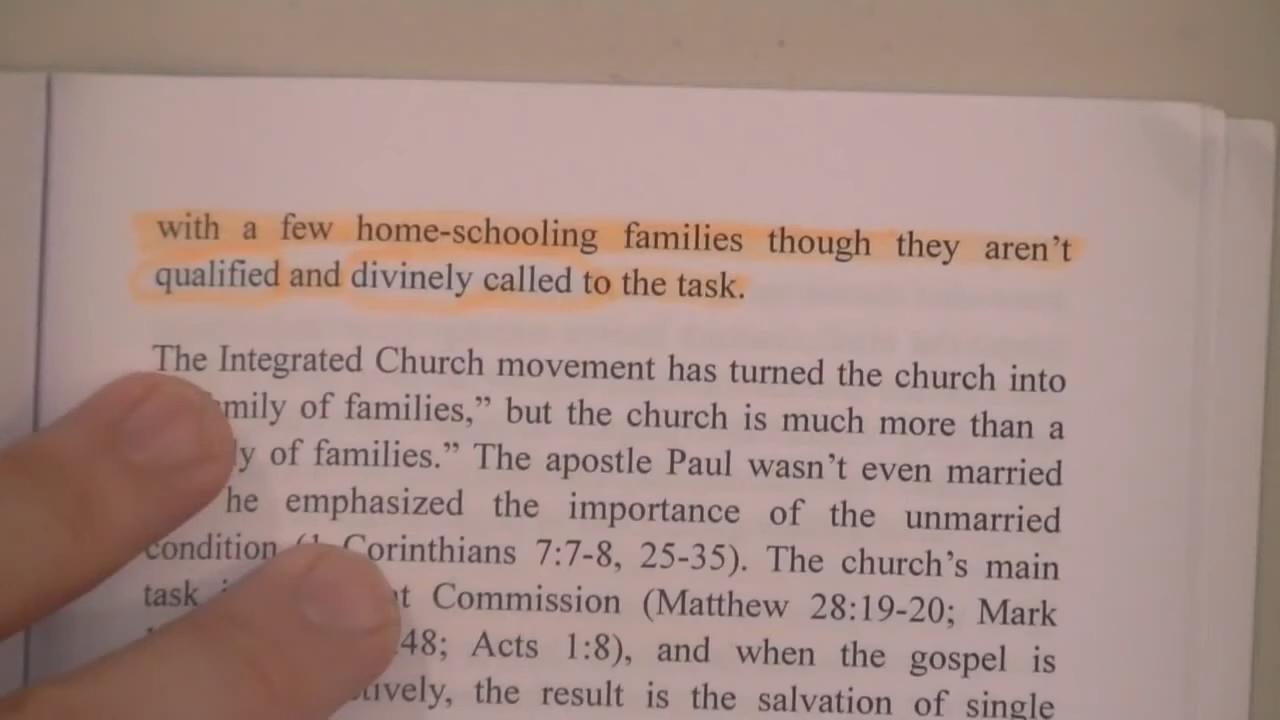 with a few home-schooling families though they aren't
qualified and divinely called to the task.
The Integrated Church movement has turned the church into
mily of families,” but the church is much more than a
y of families.” The apostle Paul wasn't even married
he emphasized the importance of the unmarried
condition (1 Corinthians 7:7-8, 25-35). The church's main
task Commission (Matthew 28:19-20; Mark
48; Acts 1:8), and when the gospel is
tively, the result is the salvation of single